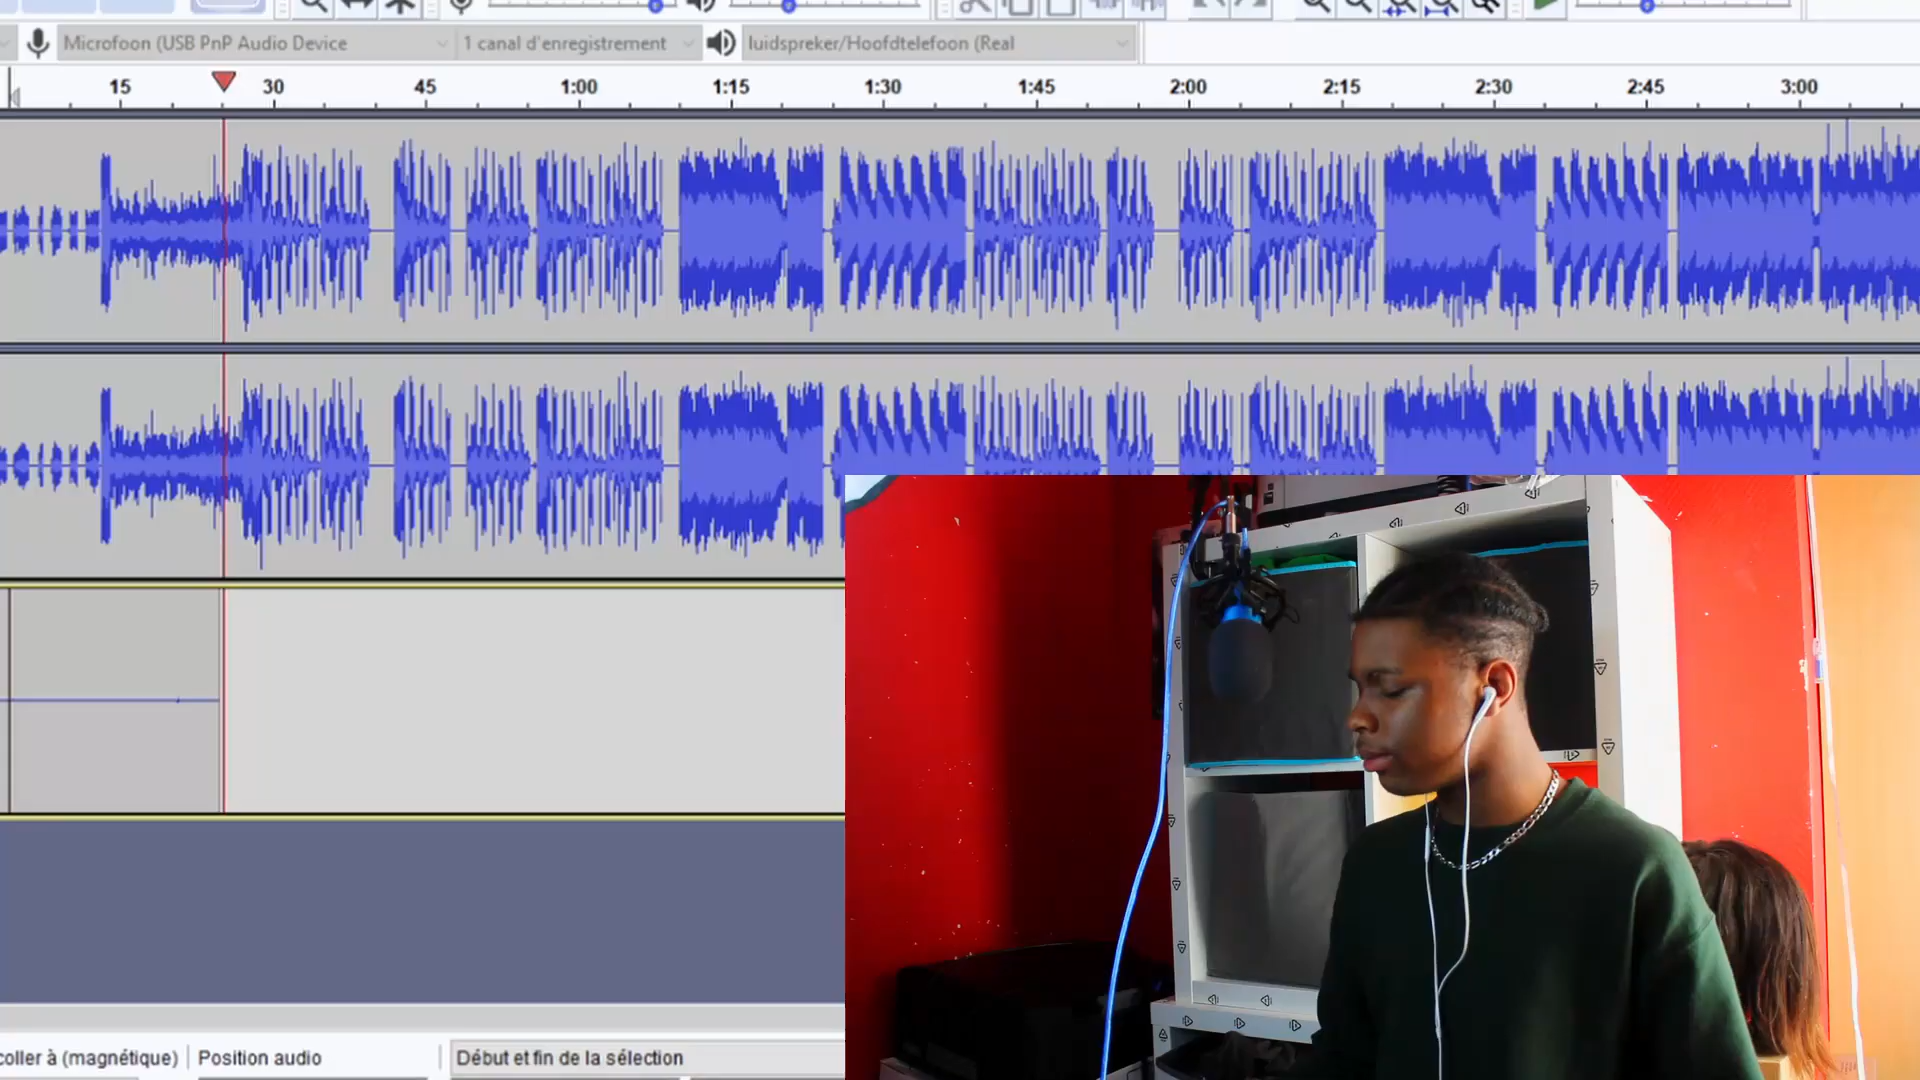 Microfoon (USB PnP Audio Device
1 canal d'enregistrement
luidspreker/Hoofdtelefoon (Real
15 30 45 1:00 1:15 1:30 1:45 2:00 2:15 2:30 2:45 3:00
coller à (magnétique)
Position audio
Début et fin de la sélection